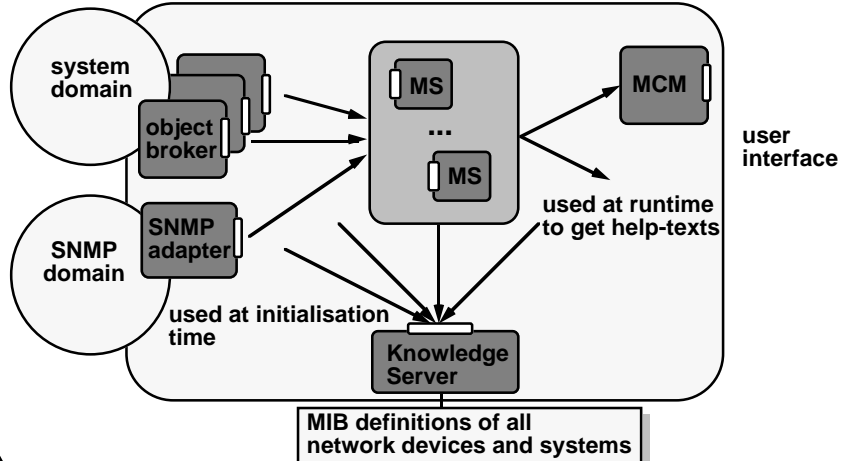 system
domain
object
broker
MS
...
MS
MCM
user
interface
SNMP
adapter
SNMP
domain
used at runtime
to get help-texts
used at initialisation
time
Knowledge
Server
MIB definitions of all
network devices and systems